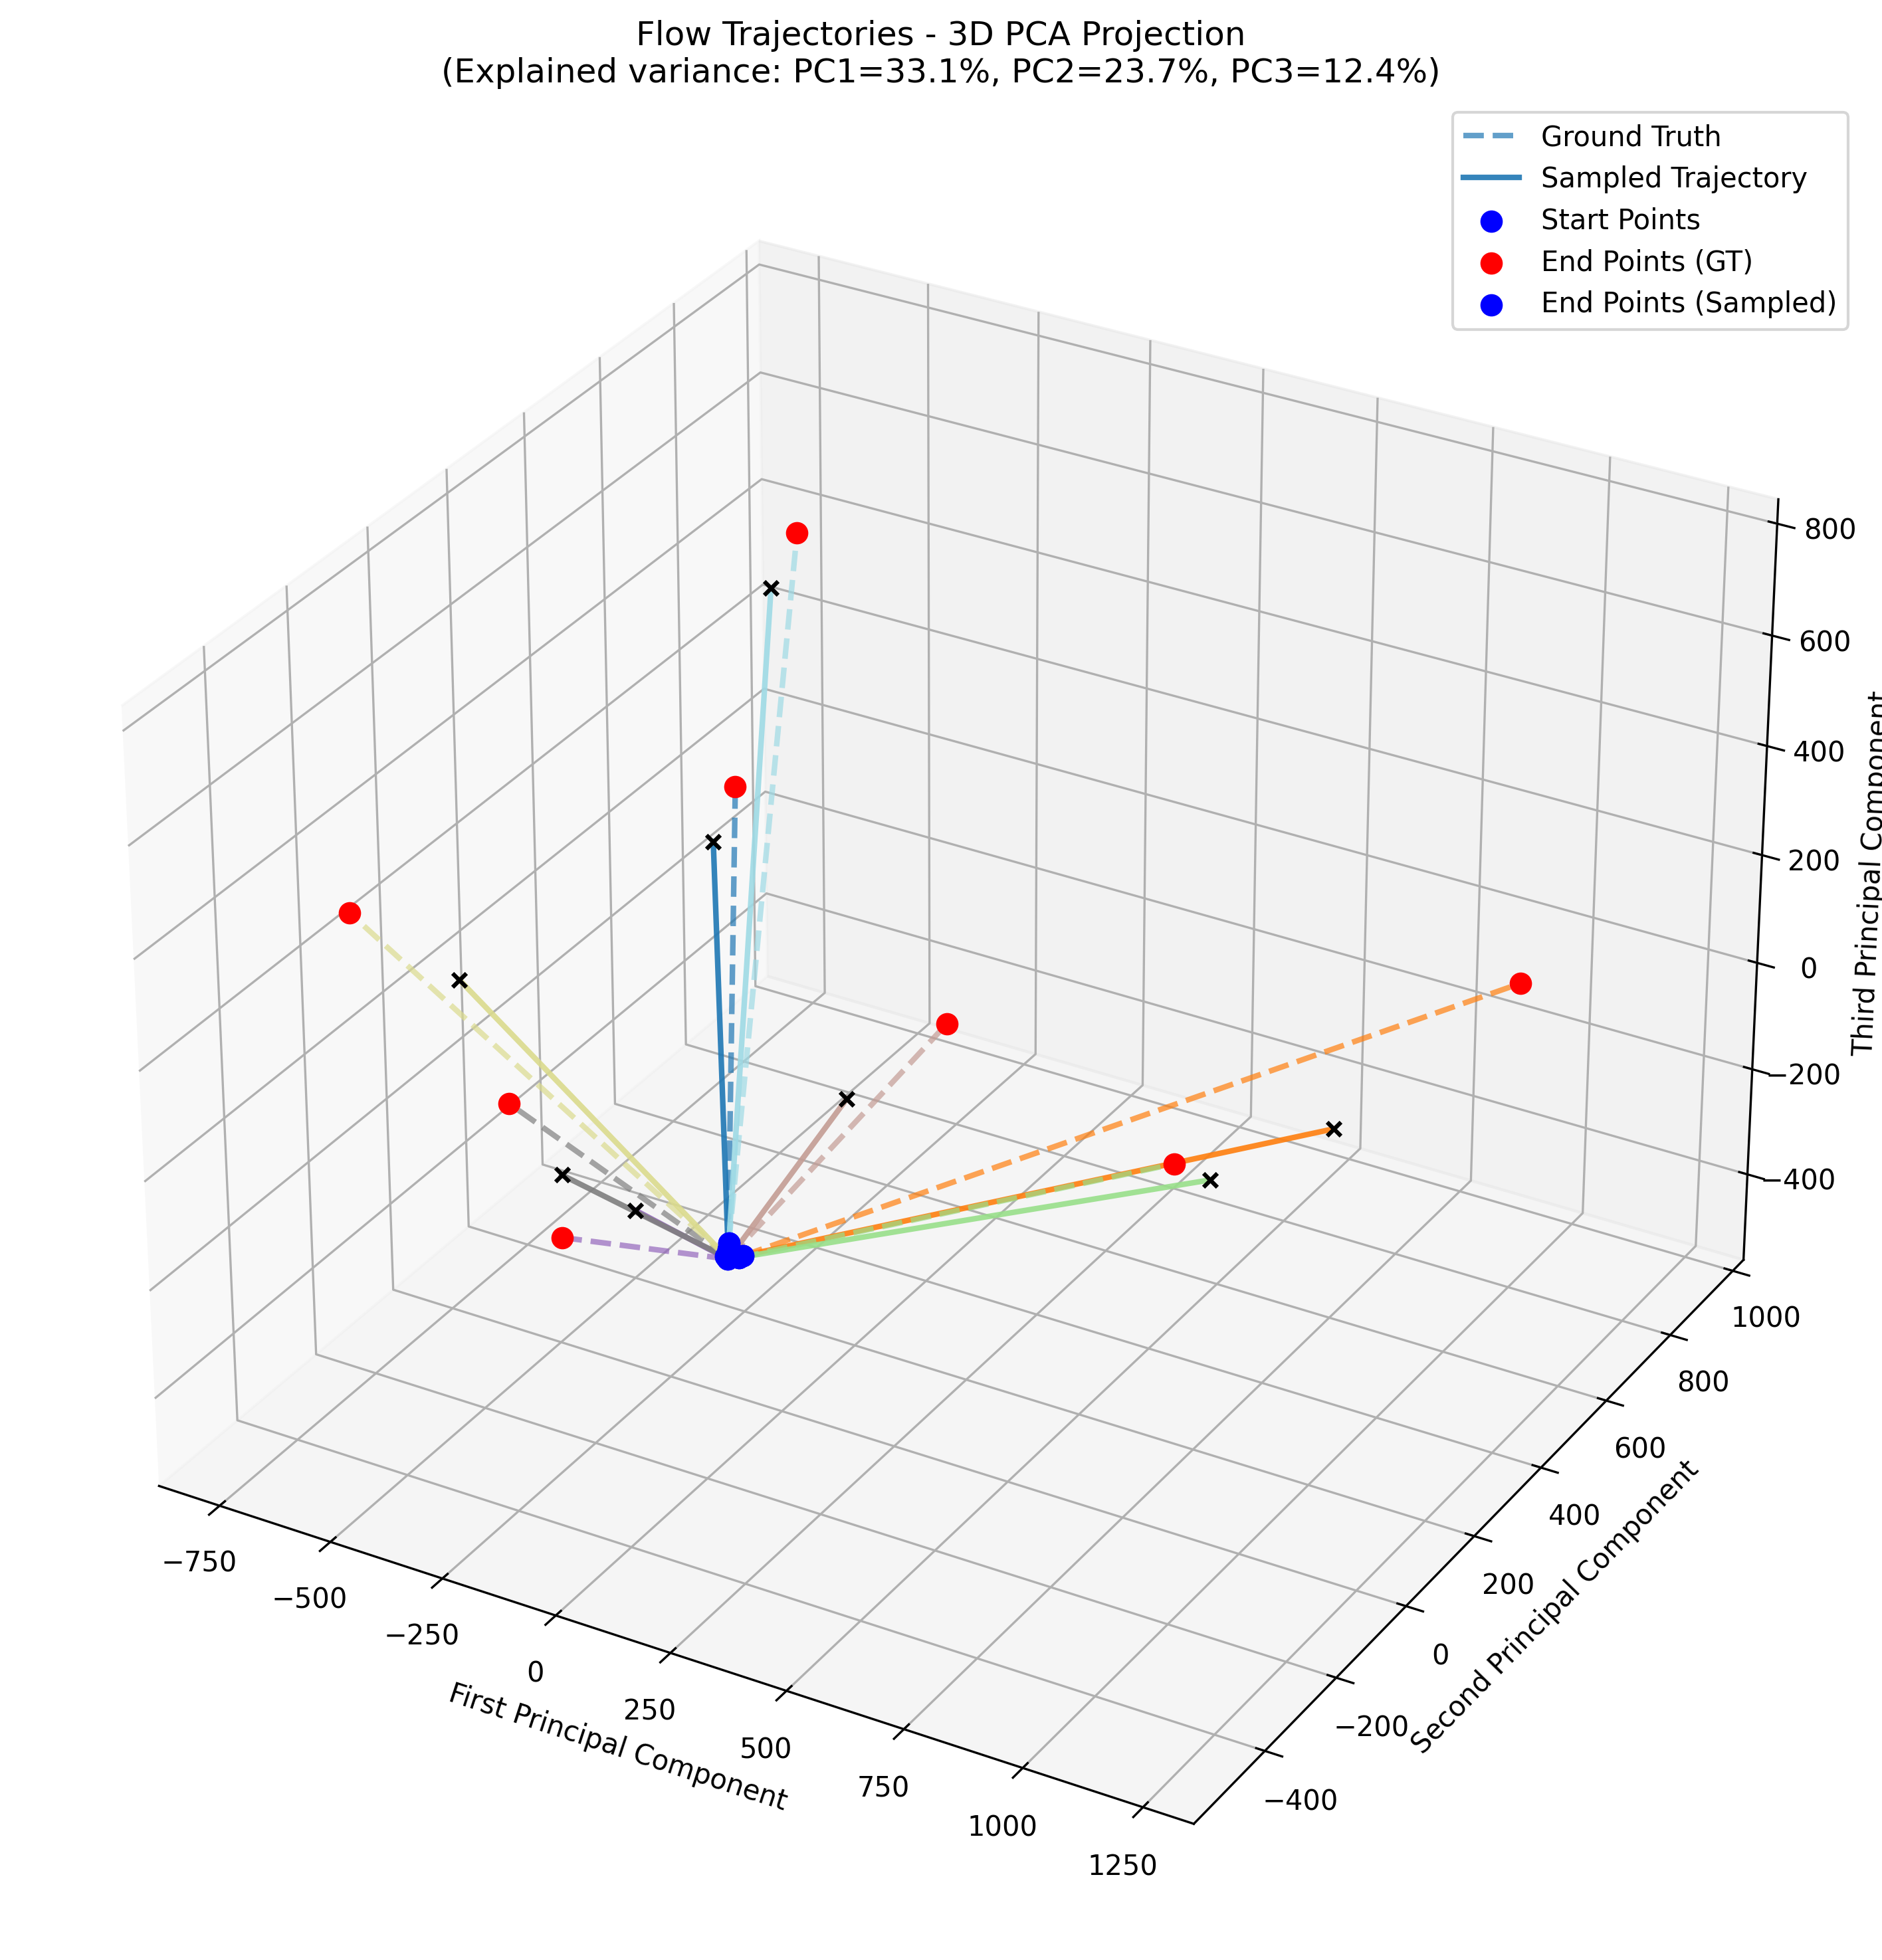 Flow Trajectories - 3D PCA Projection
(Explained variance: PC1=33.1%, PC2=23.7%, PC3=12.4%)
Ground Truth
Sampled Trajectory
Start Points
End Points (GT)
End Points (Sampled)
800
600
400
200
0
−200
−400
Third Principal Component
1000
800
600
400
200
0
−200
−400
Second Principal Component
−750
−500
−250
0
250
500
750
1000
1250
First Principal Component